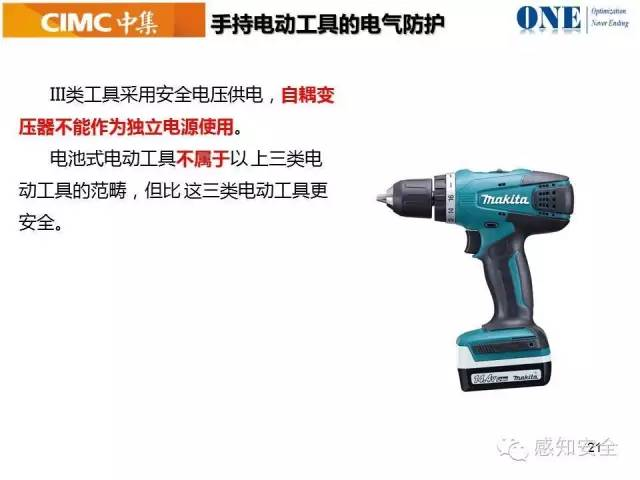 CIMC中集
手持电动工具的电气防护
ONE
Optimization
Never Ending
III类工具采用安全电压供电，自耦变
压器不能作为独立电源使用。
电池式电动工具不属于以上三类电
动工具的范畴，但比这三类电动工具更
安全。
makita
14.4v
makita
21
感知安全